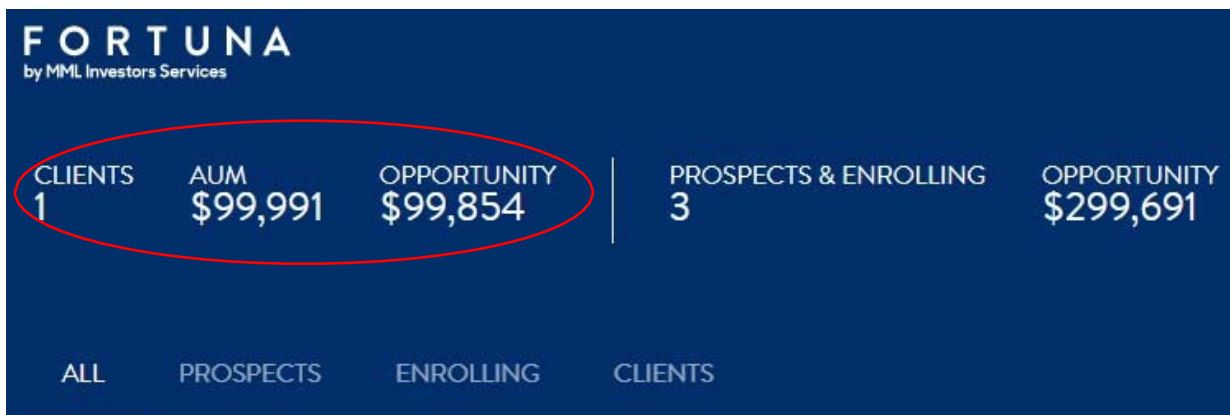 FORTUNA
by MML Investors Services
CLIENTS AUM OPPORTUNITY PROSPECTS & ENROLLING OPPORTUNITY
1 $99,991 $99,854 3 $299,691
ALL PROSPECTS ENROLLING CLIENTS